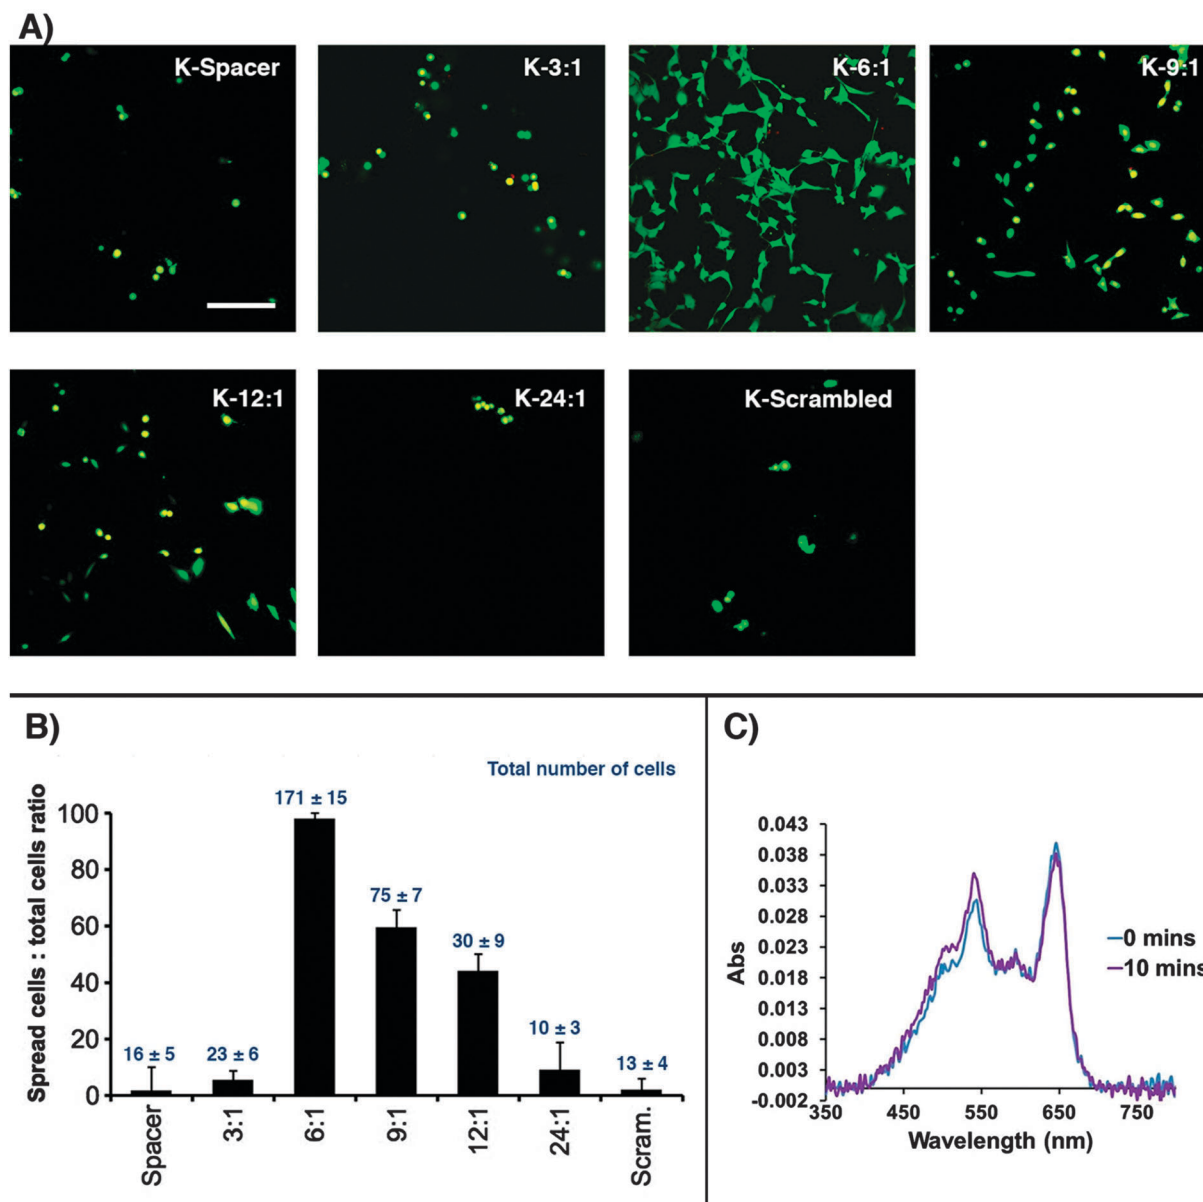 A)
K-Spacer
K-3:1
K-6:1
K-9:1
K-12:1
K-24:1
K-Scrambled
B)
Total number of cells
Spread cells : total cells ratio
100
80
60
40
20
0
16 ± 5
23 ± 6
171 ± 15
75 ± 7
30 ± 9
10 ± 3
13 ± 4
Spacer
3:1
6:1
9:1
12:1
24:1
Scram.
C)
Abs
0.043
0.038
0.033
0.028
0.023
0.018
0.013
0.008
0.003
-0.002
350
450
550
650
750
Wavelength (nm)
0 mins
10 mins